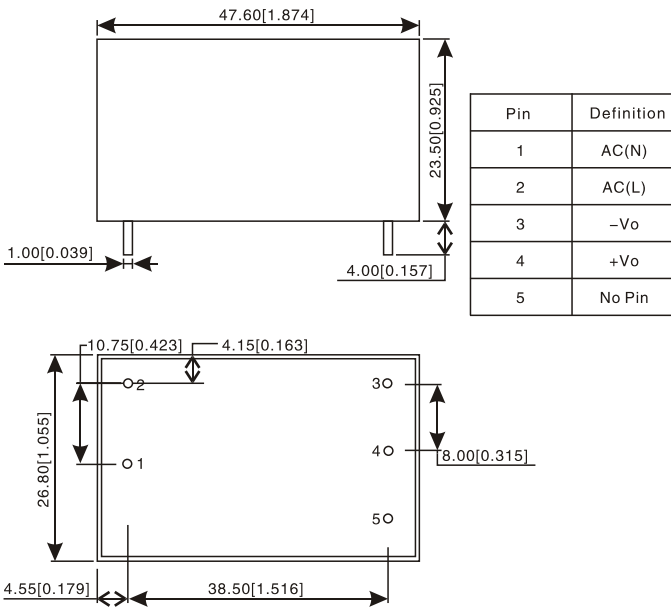 47.60[1.874]
23.50[0.925]
1.00[0.039]
4.00[0.157]
Pin Definition
1 AC(N)
2 AC(L)
3 −Vo
4 +Vo
5 No Pin
10.75[0.423]
4.15[0.163]
2
3
26.80[1.055]
1
4
8.00[0.315]
5
4.55[0.179]
38.50[1.516]